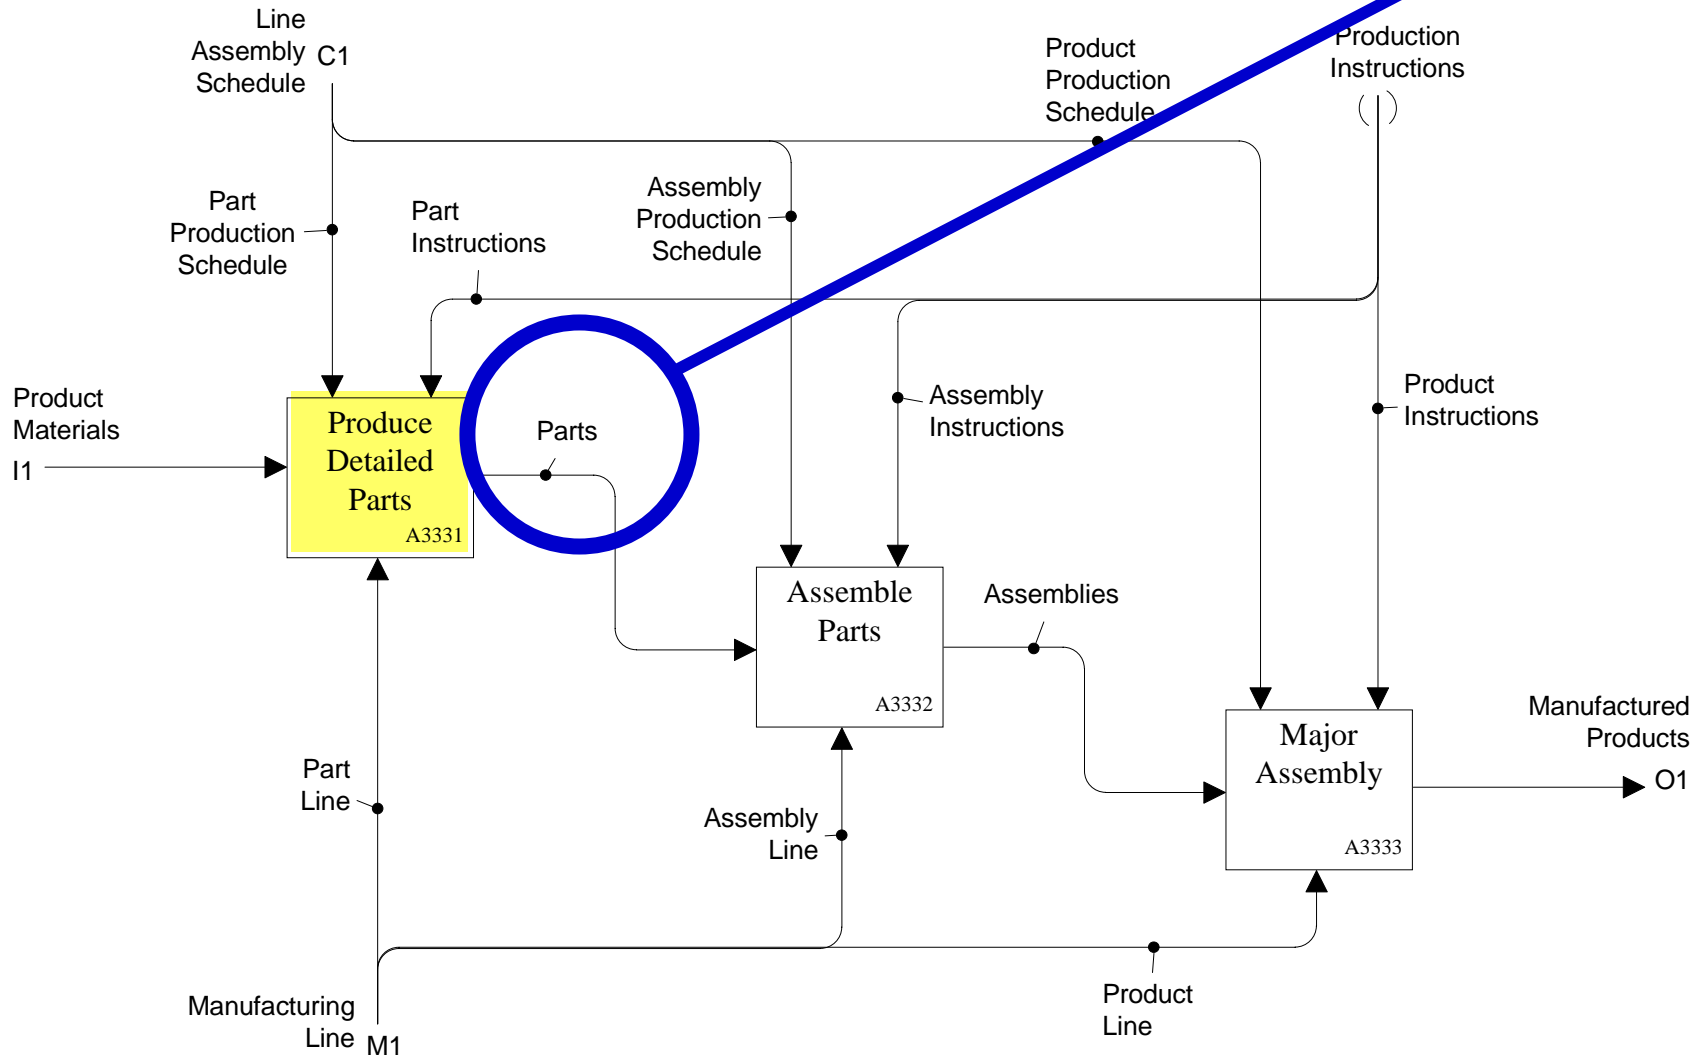 Line
Assembly
Schedule
C1
Product
Production
Schedule
Production
Instructions
Part
Production
Schedule
Part
Instructions
Assembly
Production
Schedule
Product
Materials
I1
Produce
Detailed
Parts
A3331
Parts
Assembly
Instructions
Product
Instructions
Assemble
Parts
A3332
Assemblies
Major
Assembly
A3333
Manufactured
Products
O1
Part
Line
Assembly
Line
Product
Line
Manufacturing
Line
M1